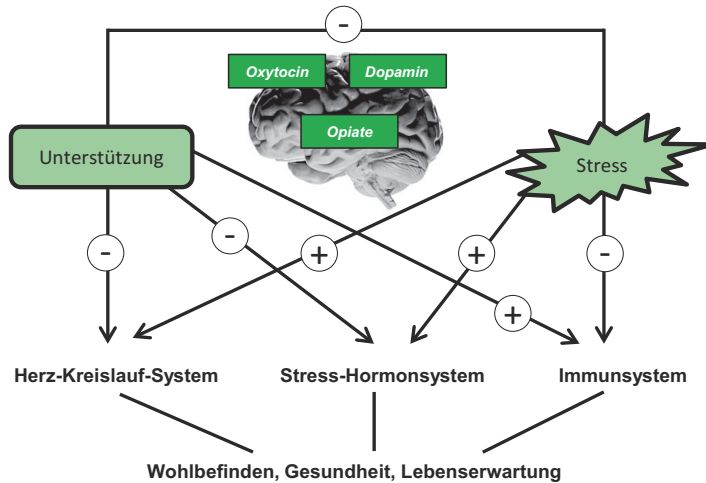 -
Oxytocin
Dopamin
Opiate
Unterstützung
Stress
-
-
+
+
-
+
Herz-Kreislauf-System
Stress-Hormonsystem
Immunsystem
Wohlbefinden, Gesundheit, Lebenserwartung